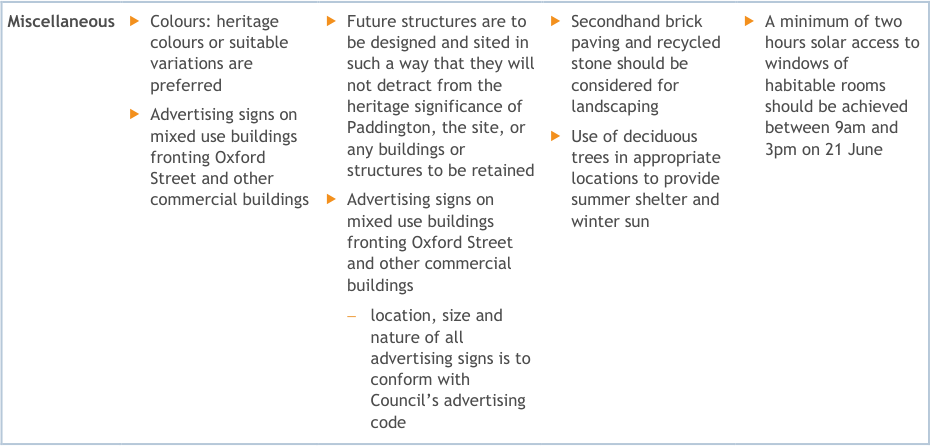 Miscellaneous
Colours: heritage
colours or suitable
variations are
preferred
Advertising signs on
mixed use buildings
fronting Oxford
Street and other
commercial buildings
Future structures are to
be designed and sited in
such a way that they will
not detract from the
heritage significance of
Paddington, the site, or
any buildings or
structures to be retained
Advertising signs on
mixed use buildings
fronting Oxford Street
and other commercial
buildings
– location, size and
nature of all
advertising signs is to
conform with
Council’s advertising
code
Secondhand brick
paving and recycled
stone should be
considered for
landscaping
Use of deciduous
trees in appropriate
locations to provide
summer shelter and
winter sun
A minimum of two
hours solar access to
windows of
habitable rooms
should be achieved
between 9am and
3pm on 21 June